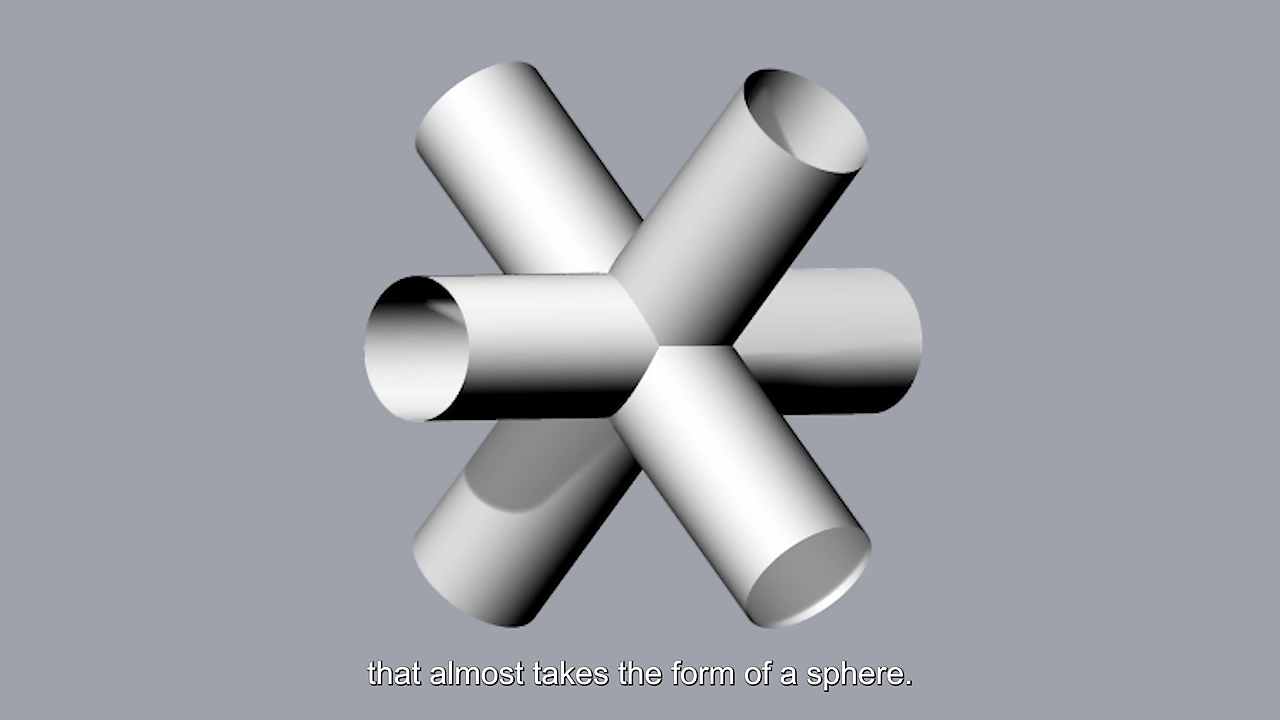 that almost takes the form of a sphere.